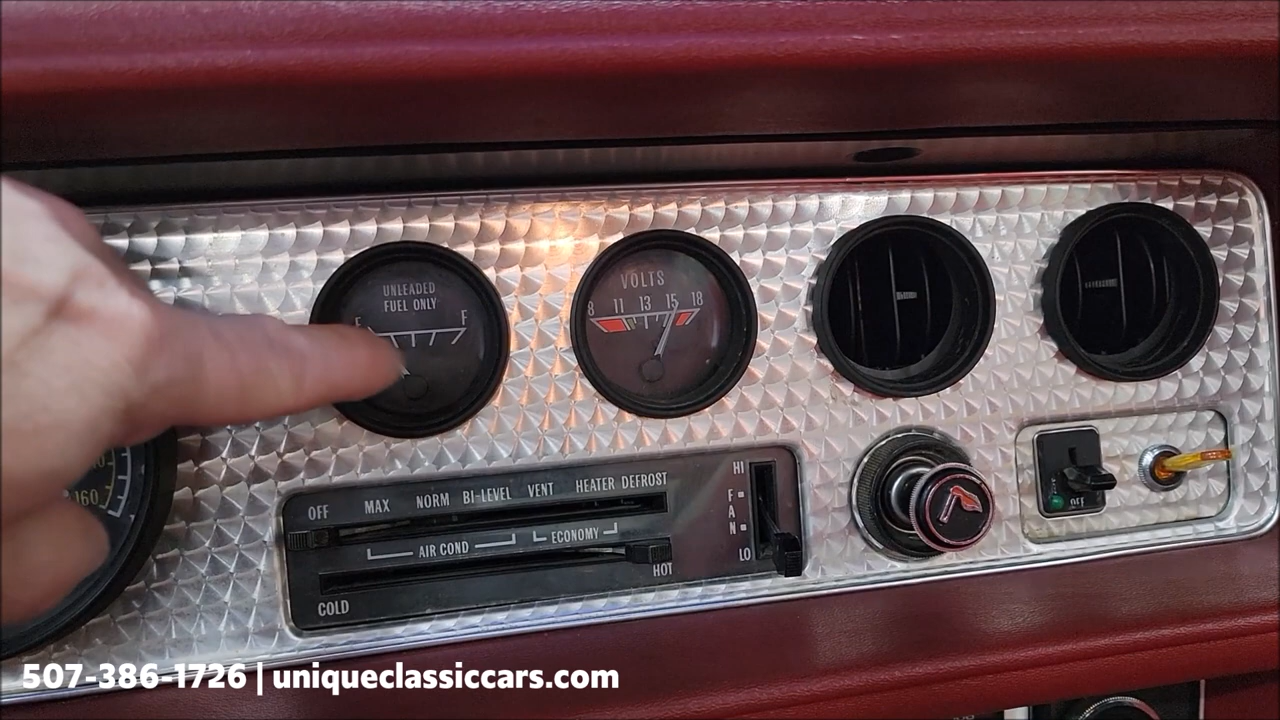 UNLEADED
FUEL ONLY
E F
VOLTS
8 11 13 15 18
160
OFF MAX NORM BI-LEVEL VENT HEATER DEFROST
AIR COND ECONOMY
COLD HOT
HI
FAN
LO
OFF
507-386-1726 | uniqueclassiccars.com